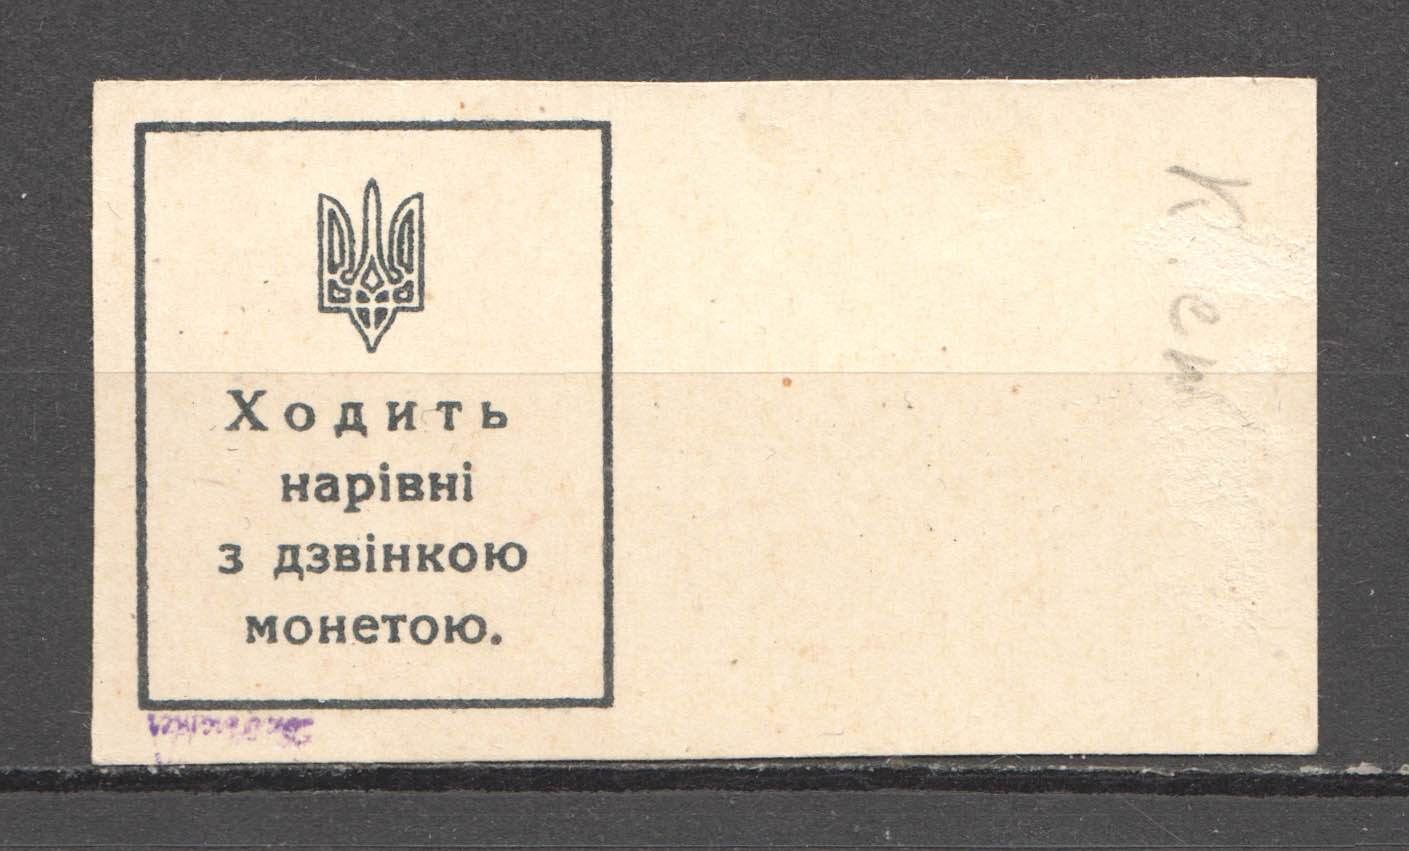 Ходить
нарівні
з дзвінкою
монетою.